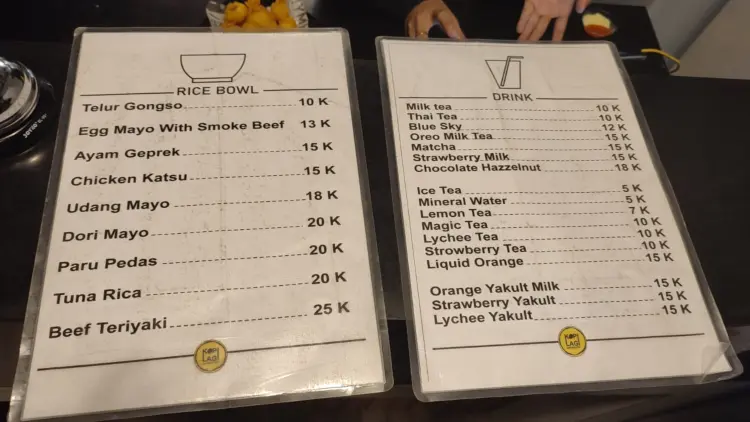 RICE BOWL
Telur Gongso 10 K
Egg Mayo With Smoke Beef 13 K
Ayam Geprek 15 K
Chicken Katsu 15 K
Udang Mayo 18 K
Dori Mayo 20 K
Paru Pedas 20 K
Tuna Rica 20 K
Beef Teriyaki 25 K
KOPI
LAGI
DRINK
Milk tea 10 K
Thai Tea 10 K
Blue Sky 12 K
Oreo Milk Tea 15 K
Matcha 15 K
Strawberry Milk 15 K
Chocolate Hazzelnut 18 K
Ice Tea 5 K
Mineral Water 5 K
Lemon Tea 7 K
Magic Tea 10 K
Lychee Tea 10 K
Strowberry Tea 10 K
Liquid Orange 15 K
Orange Yakult Milk 15 K
Strawberry Yakult 15 K
Lychee Yakult 15 K
KOPI
LAGI